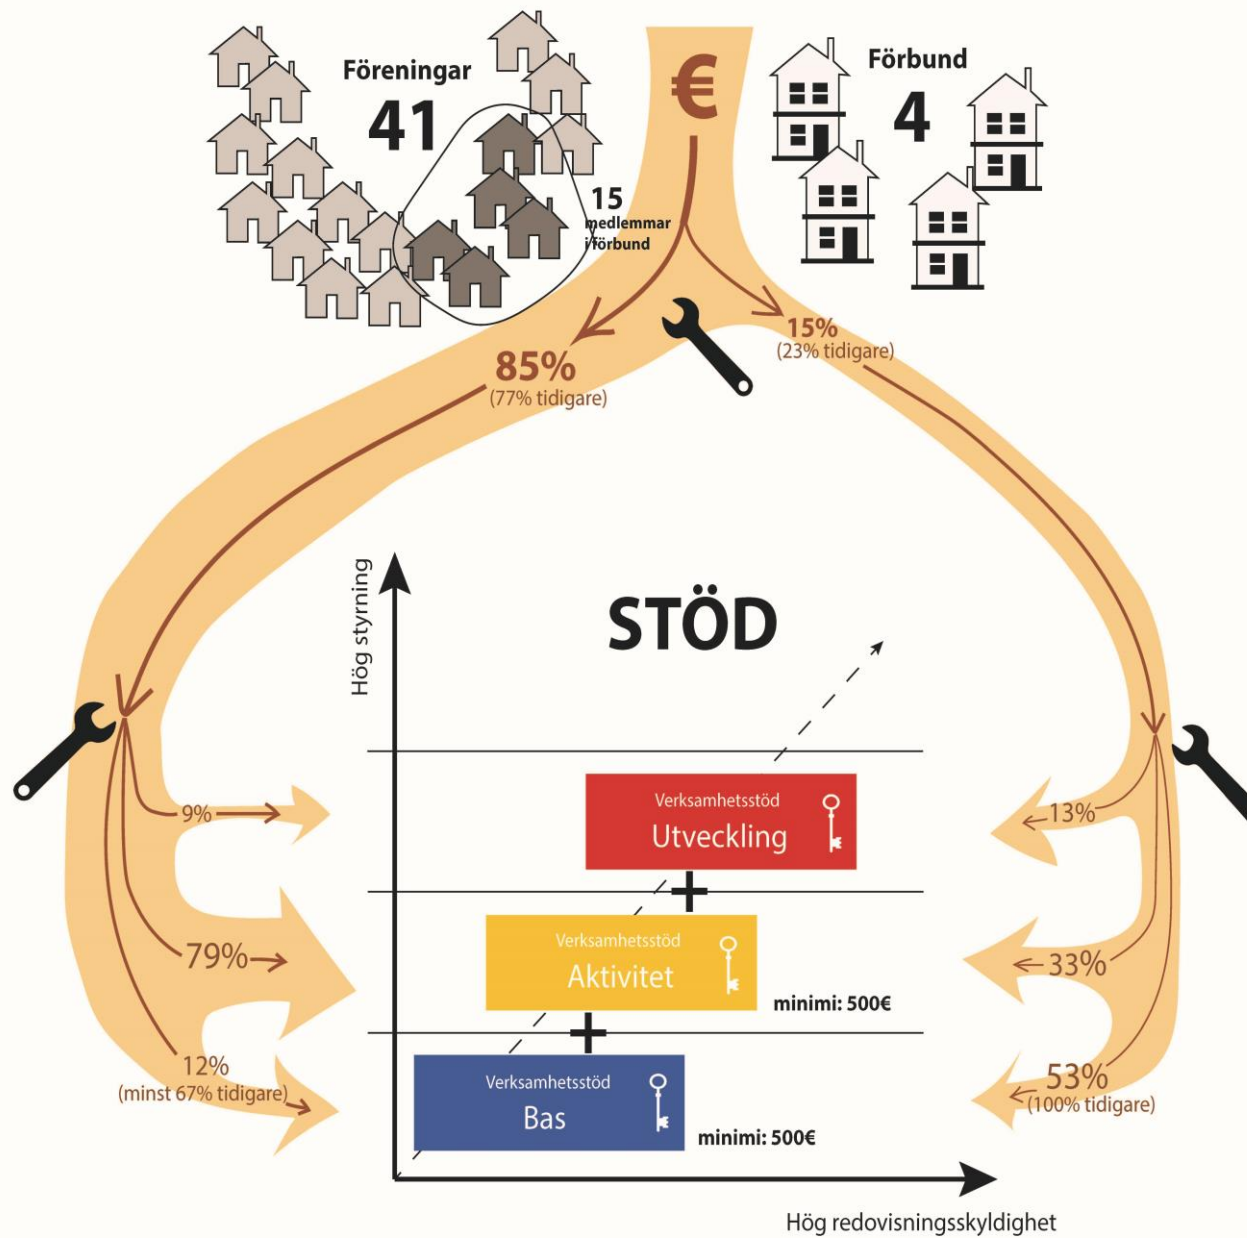 Föreningar
41
€
Förbund
4
15
medlemmar
i förbund
85%
(77% tidigare)
15%
(23% tidigare)
STÖD
Hög styrning
9%
79%
12%
(minst 67% tidigare)
Verksamhetsstöd
Utveckling
Verksamhetsstöd
Aktivitet
minimi: 500€
Verksamhetsstöd
Bas
minimi: 500€
13%
33%
53%
(100% tidigare)
Hög redovisningsskyldighet